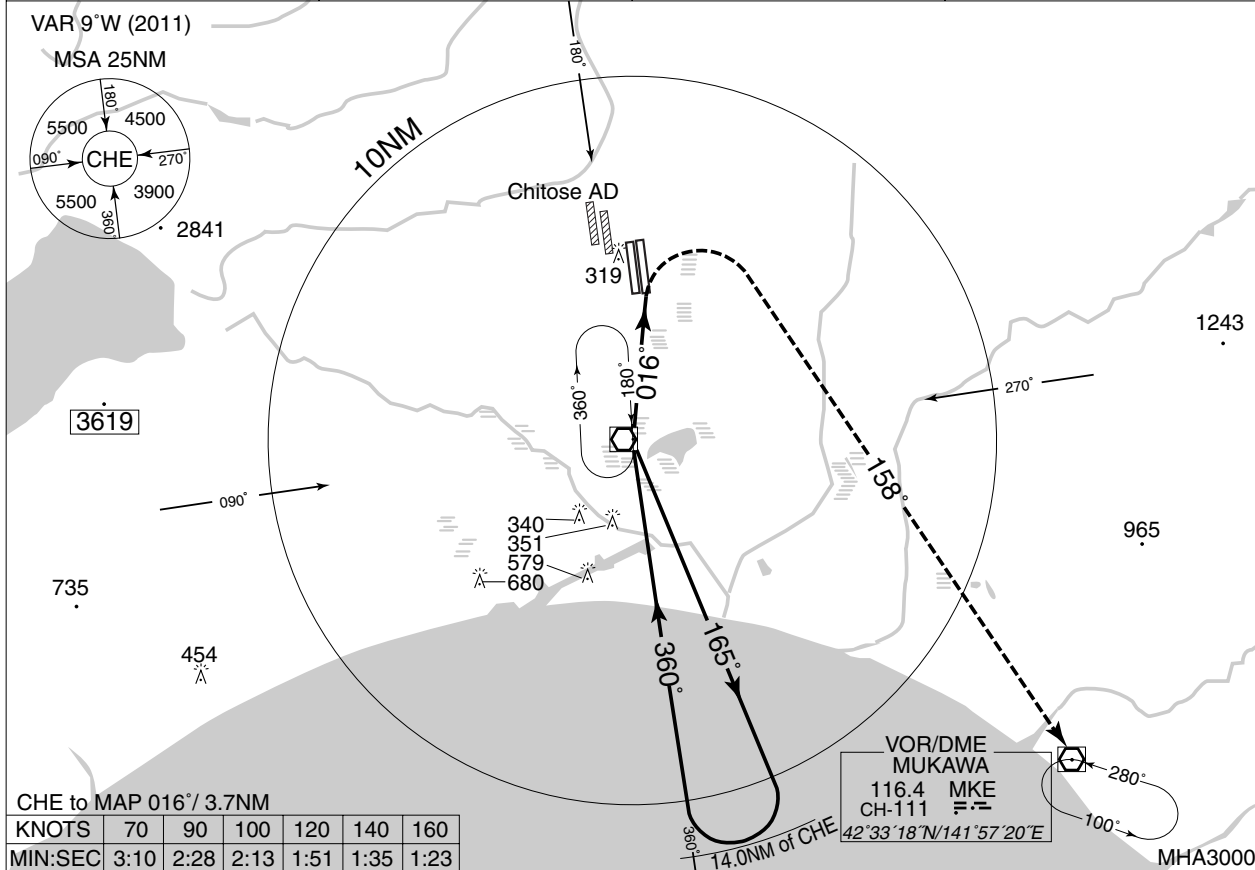 VAR 9°W (2011)
MSA 25NM
180°
5500
4500
090°
CHE
270°
5500
3900
360°
2841
180°
10NM
Chitose AD
319
1243
016°
360°
180°
270°
3619
090°
158°
340
351
579
680
965
735
454
360°
165°
VOR/DME
MUKAWA
116.4 MKE
CH-111
42°33´18˝N/141°57´20˝E
280°
100°
360°
14.0NM of CHE
MHA3000
CHE to MAP 016°/ 3.7NM
KNOTS 70 90 100 120 140 160
MIN:SEC 3:10 2:28 2:13 1:51 1:35 1:23